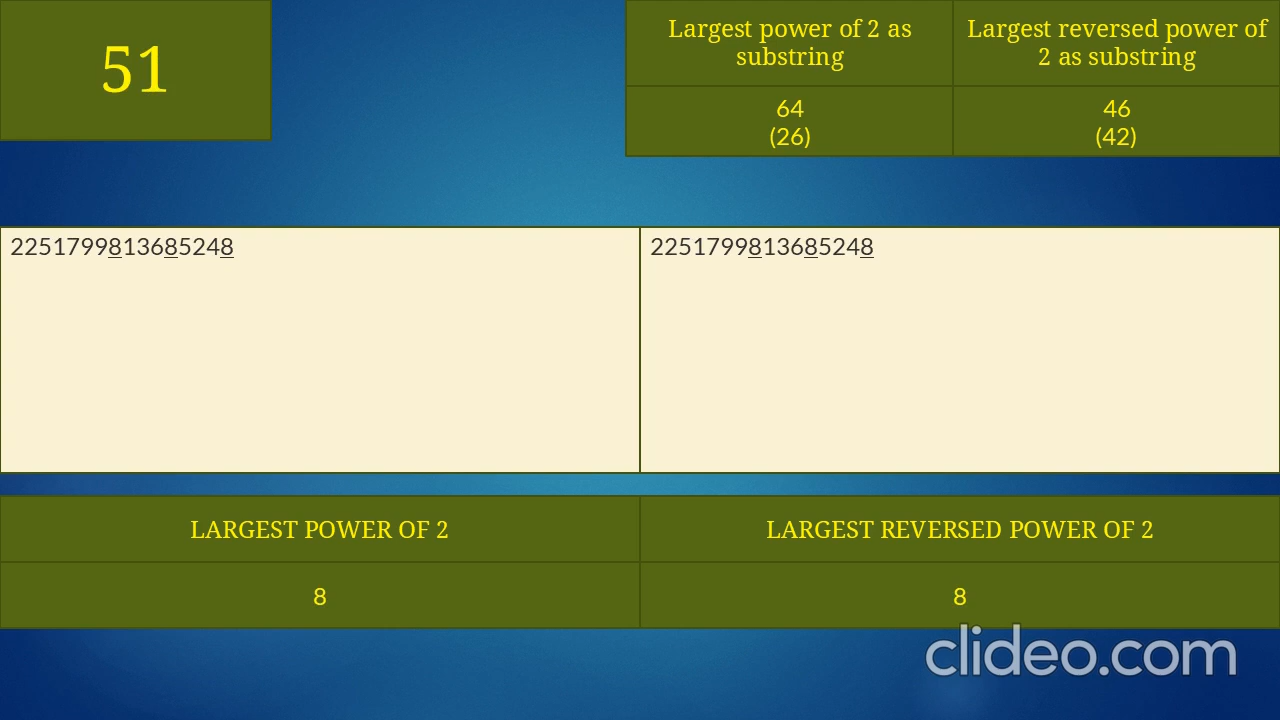 51
Largest power of 2 as
substring
Largest reversed power of
2 as substring
64
(26)
46
(42)
2251799813685248
2251799813685248
LARGEST POWER OF 2
LARGEST REVERSED POWER OF 2
8
8
clideo.com